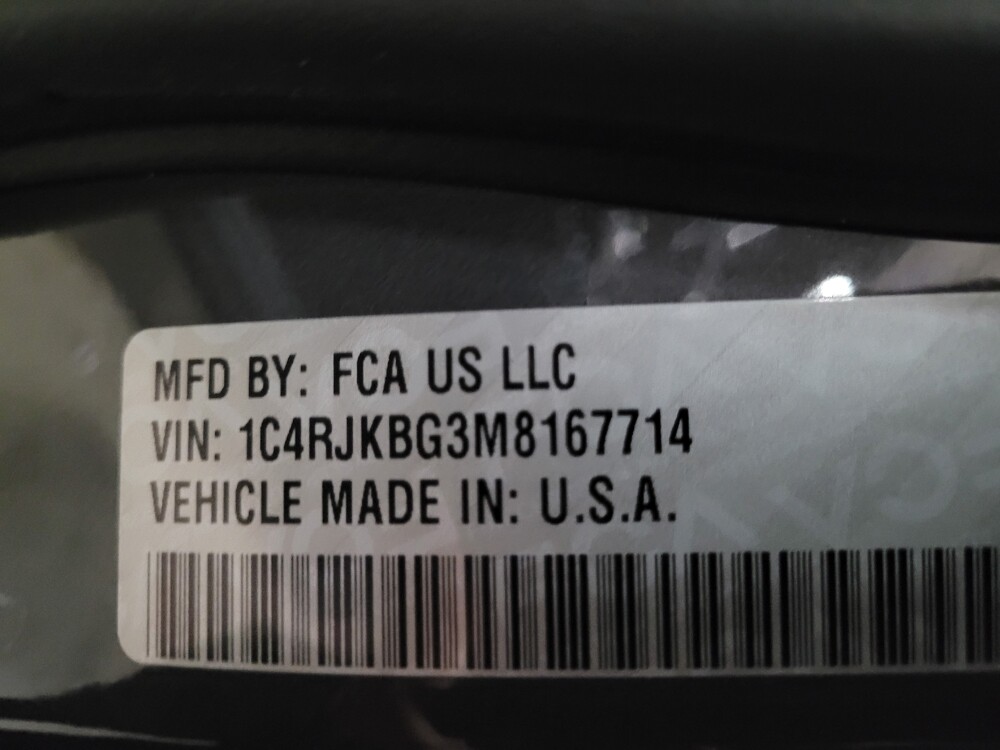 MFD BY: FCA US LLC
VIN: 1C4RJKBG3M8167714
VEHICLE MADE IN: U.S.A.